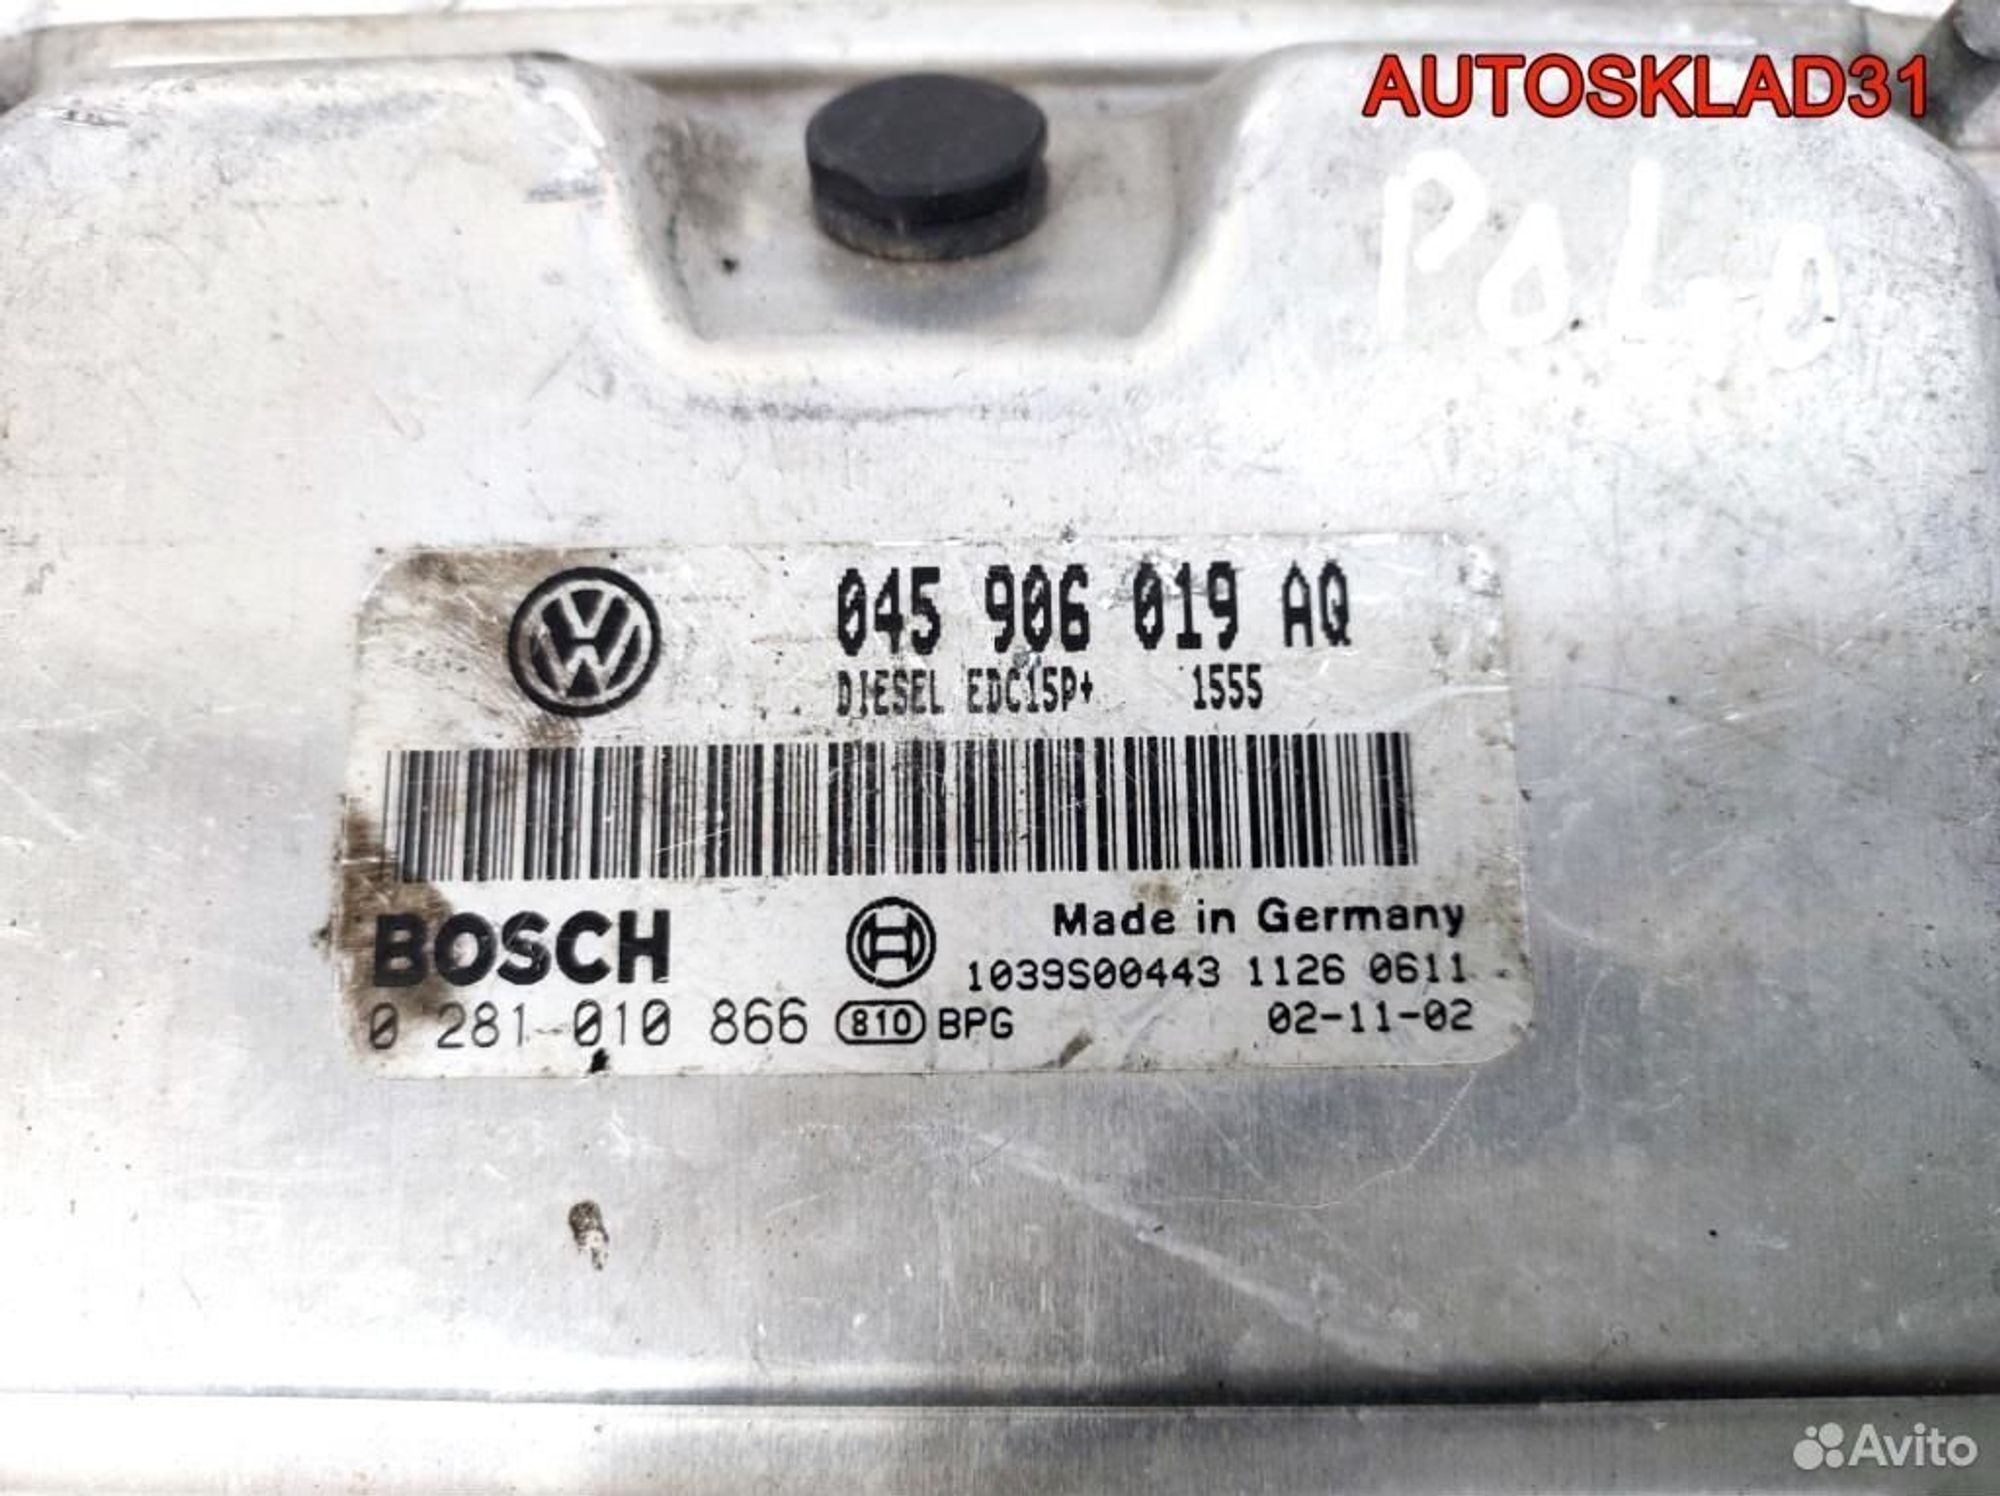 AUTOSKLAD31
POLO
045 906 019 AQ
DIESEL EDC15P+ 1555
BOSCH
Made in Germany
1039S00443 1126 0611
0 281 010 866 810 BPG 02-11-02
Avito